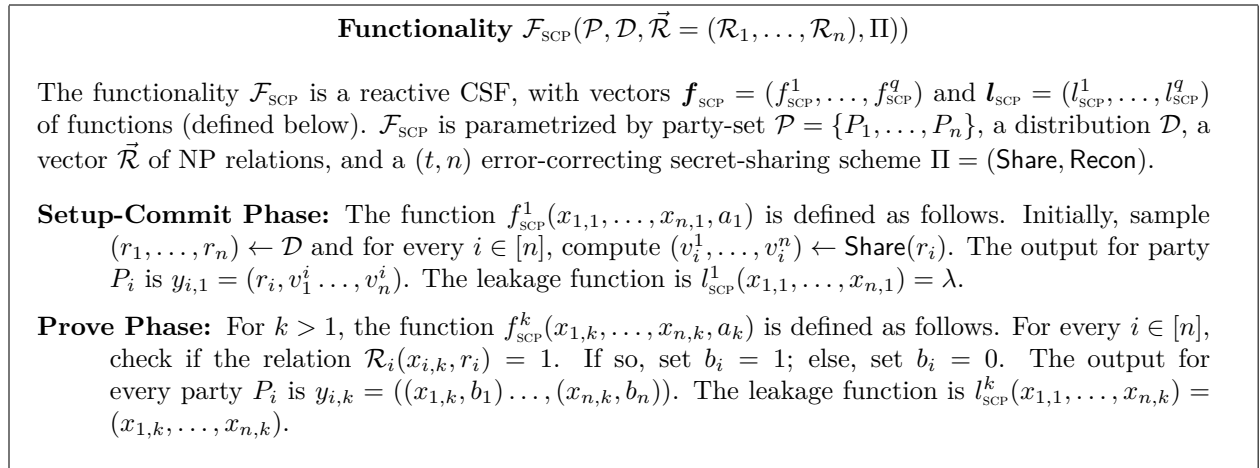 Functionality 𝓕_SCP(𝒫, 𝒟, 𝓡⃗ = (𝓡_1, . . . , 𝓡_n), Π))
The functionality 𝓕_SCP is a reactive CSF, with vectors 𝒇_SCP = (f^1_SCP, . . . , f^q_SCP) and 𝒍_SCP = (l^1_SCP, . . . , l^q_SCP)
of functions (defined below). 𝓕_SCP is parametrized by party-set 𝒫 = {P_1, . . . , P_n}, a distribution 𝒟, a
vector 𝓡⃗ of NP relations, and a (t, n) error-correcting secret-sharing scheme Π = (Share, Recon).
Setup-Commit Phase: The function f^1_SCP(x_{1,1}, . . . , x_{n,1}, a_1) is defined as follows. Initially, sample
(r_1, . . . , r_n) ← 𝒟 and for every i ∈ [n], compute (v_i^1, . . . , v_i^n) ← Share(r_i). The output for party
P_i is y_{i,1} = (r_i, v_1^i . . . , v_n^i). The leakage function is l^1_SCP(x_{1,1}, . . . , x_{n,1}) = λ.
Prove Phase: For k > 1, the function f^k_SCP(x_{1,k}, . . . , x_{n,k}, a_k) is defined as follows. For every i ∈ [n],
check if the relation 𝓡_i(x_{i,k}, r_i) = 1. If so, set b_i = 1; else, set b_i = 0. The output for
every party P_i is y_{i,k} = ((x_{1,k}, b_1) . . . , (x_{n,k}, b_n)). The leakage function is l^k_SCP(x_{1,1}, . . . , x_{n,k}) =
(x_{1,k}, . . . , x_{n,k}).